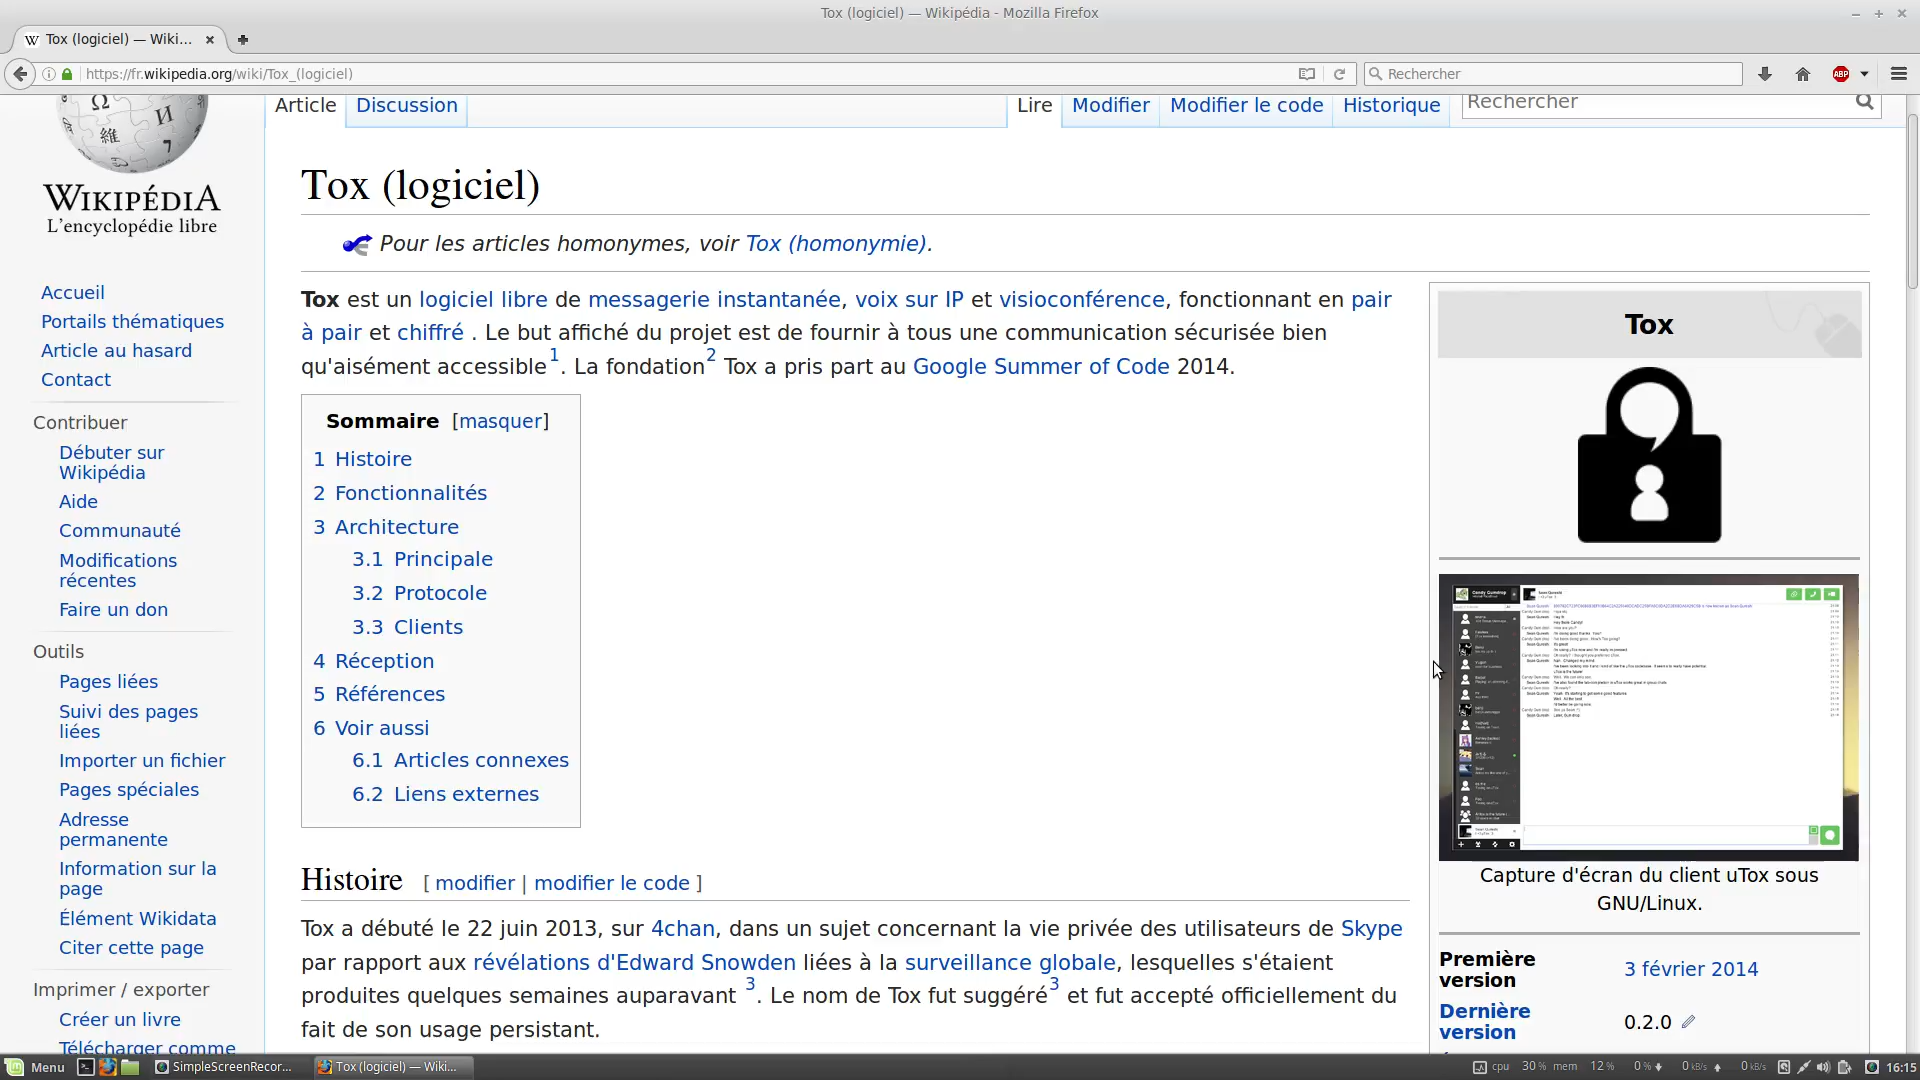 Tox (logiciel) — Wikipédia - Mozilla Firefox
Tox (logiciel) — Wiki...
https://fr.wikipedia.org/wiki/Tox_(logiciel)
Rechercher
ABP
Article
Discussion
Lire
Modifier
Modifier le code
Historique
Rechercher
WIKIPÉDIA
L'encyclopédie libre
Accueil
Portails thématiques
Article au hasard
Contact
Contribuer
Débuter sur
Wikipédia
Aide
Communauté
Modifications
récentes
Faire un don
Outils
Pages liées
Suivi des pages
liées
Importer un fichier
Pages spéciales
Adresse
permanente
Information sur la
page
Élément Wikidata
Citer cette page
Imprimer / exporter
Créer un livre
Télécharger comme
Tox (logiciel)
Pour les articles homonymes, voir Tox (homonymie).
Tox est un logiciel libre de messagerie instantanée, voix sur IP et visioconférence, fonctionnant en pair
à pair et chiffré . Le but affiché du projet est de fournir à tous une communication sécurisée bien
qu'aisément accessible1. La fondation2 Tox a pris part au Google Summer of Code 2014.
Sommaire [masquer]
1 Histoire
2 Fonctionnalités
3 Architecture
3.1 Principale
3.2 Protocole
3.3 Clients
4 Réception
5 Références
6 Voir aussi
6.1 Articles connexes
6.2 Liens externes
Histoire [ modifier | modifier le code ]
Tox a débuté le 22 juin 2013, sur 4chan, dans un sujet concernant la vie privée des utilisateurs de Skype
par rapport aux révélations d'Edward Snowden liées à la surveillance globale, lesquelles s'étaient
produites quelques semaines auparavant 3. Le nom de Tox fut suggéré3 et fut accepté officiellement du
fait de son usage persistant.
Tox
Candy Gumdrop
Capture d'écran du client uTox sous
GNU/Linux.
Première
version
3 février 2014
Dernière
version
0.2.0
Menu
SimpleScreenRecor...
Tox (logiciel) — Wiki...
cpu 30 % mem 12 % 0 % 0 kB/s 0 kB/s
16:15